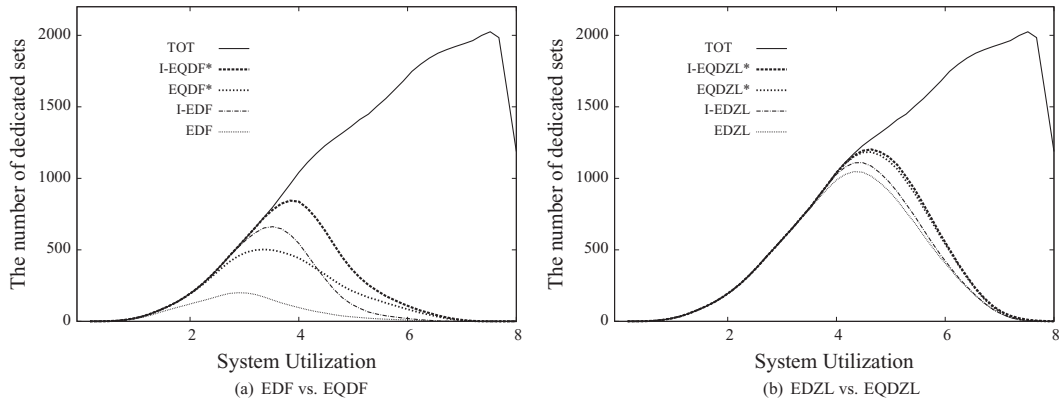 The number of dedicated sets
2000
1500
1000
500
0
TOT
I-EQDF*
EQDF*
I-EDF
EDF
2
4
6
8
System Utilization
(a) EDF vs. EQDF
The number of dedicated sets
2000
1500
1000
500
0
TOT
I-EQDZL*
EQDZL*
I-EDZL
EDZL
2
4
6
8
System Utilization
(b) EDZL vs. EQDZL